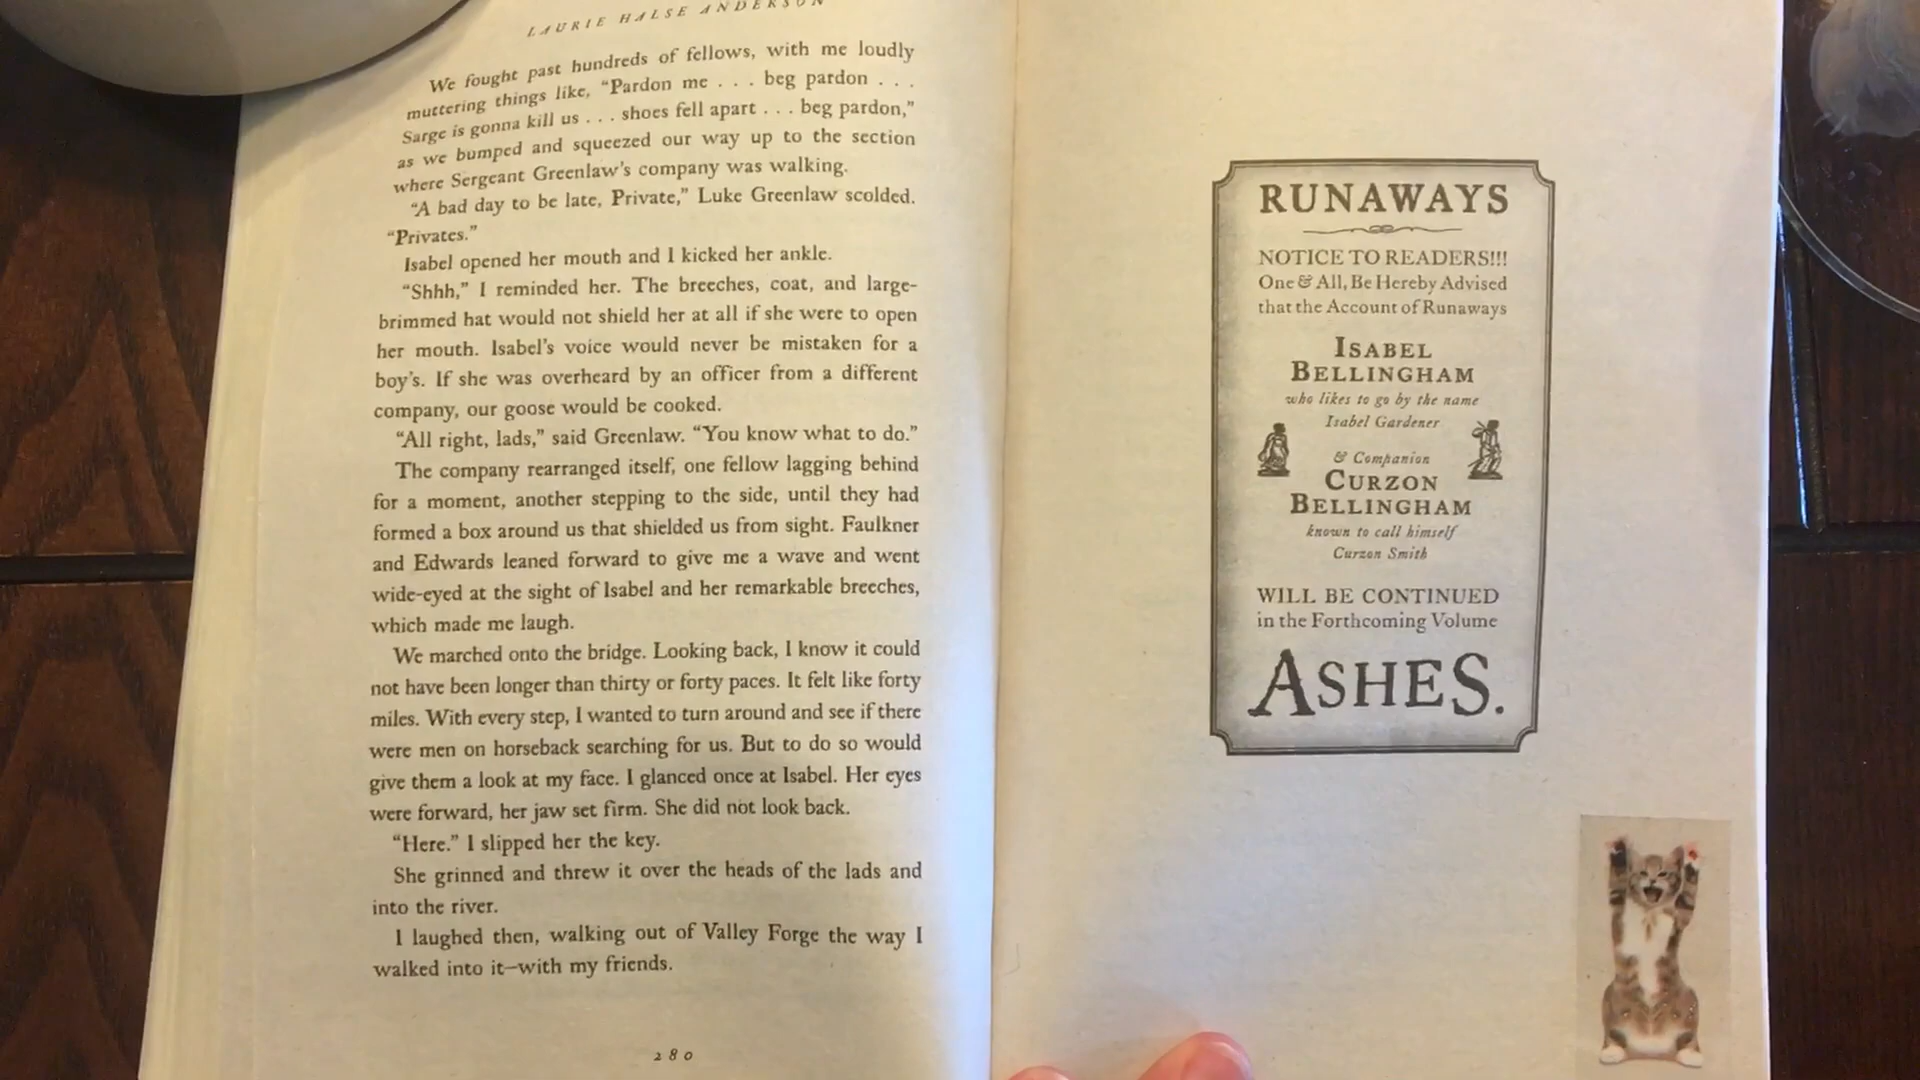 LAURIE HALSE ANDERSON
We fought past hundreds of fellows, with me loudly
muttering things like, “Pardon me . . . beg pardon . . .
Sarge is gonna kill us . . . shoes fell apart . . . beg pardon,”
as we bumped and squeezed our way up to the section
where Sergeant Greenlaw’s company was walking.
“A bad day to be late, Private,” Luke Greenlaw scolded.
“Privates.”
Isabel opened her mouth and I kicked her ankle.
“Shhh,” I reminded her. The breeches, coat, and large-
brimmed hat would not shield her at all if she were to open
her mouth. Isabel’s voice would never be mistaken for a
boy’s. If she was overheard by an officer from a different
company, our goose would be cooked.
“All right, lads,” said Greenlaw. “You know what to do.”
The company rearranged itself, one fellow lagging behind
for a moment, another stepping to the side, until they had
formed a box around us that shielded us from sight. Faulkner
and Edwards leaned forward to give me a wave and went
wide-eyed at the sight of Isabel and her remarkable breeches,
which made me laugh.
We marched onto the bridge. Looking back, I know it could
not have been longer than thirty or forty paces. It felt like forty
miles. With every step, I wanted to turn around and see if there
were men on horseback searching for us. But to do so would
give them a look at my face. I glanced once at Isabel. Her eyes
were forward, her jaw set firm. She did not look back.
“Here.” I slipped her the key.
She grinned and threw it over the heads of the lads and
into the river.
I laughed then, walking out of Valley Forge the way I
walked into it—with my friends.
280
RUNAWAYS
NOTICE TO READERS!!!
One & All, Be Hereby Advised
that the Account of Runaways
ISABEL
BELLINGHAM
who likes to go by the name
Isabel Gardener
& Companion
CURZON
BELLINGHAM
known to call himself
Curzon Smith
WILL BE CONTINUED
in the Forthcoming Volume
ASHES.